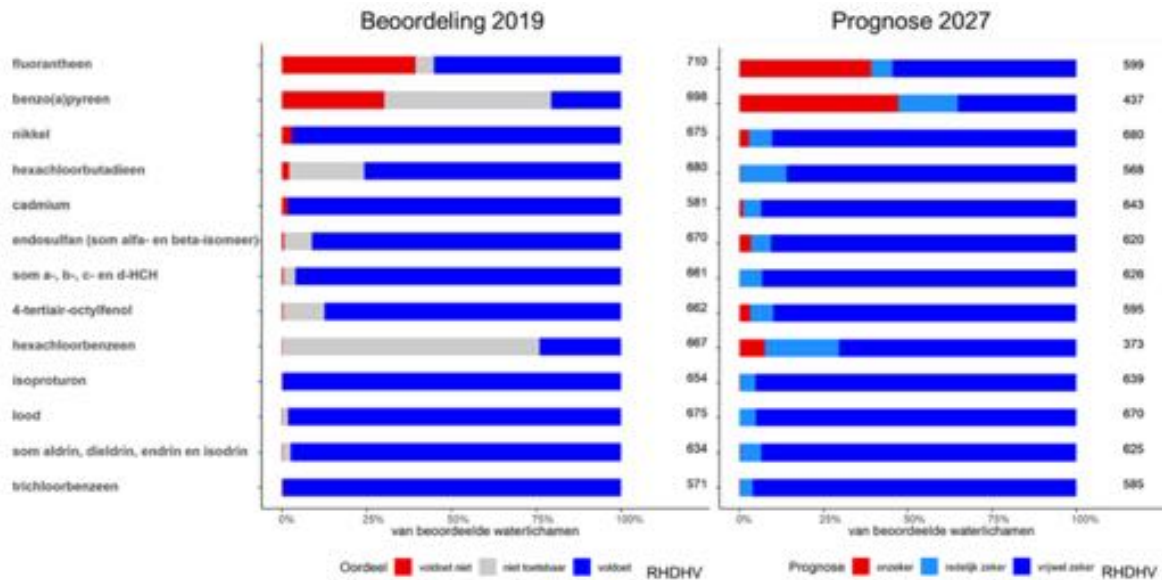 Beoordeling 2019 Prognose 2027
fluorantheen 710 599
benzo(a)pyreen 698 437
nikkel 675 680
hexachloorbutadieen 680 568
cadmium 581 643
endosulfan (som alfa- en beta-isomeer) 670 620
som a-, b-, c- en d-HCH 661 626
4-tertiair-octylfenol 662 595
hexachloorbenzeen 667 373
isoproturon 654 639
lood 675 670
som aldrin, dieldrin, endrin en isodrin 634 625
trichloorbenzeen 571 585
0% 25% 50% 75% 100% 0% 25% 50% 75% 100%
van beoordeelde waterlichamen van beoordeelde waterlichamen
Oordeel voldoet niet niet toetsbaar voldoet RHDHV Prognose onzeker redelijk zeker vrijwel zeker RHDHV